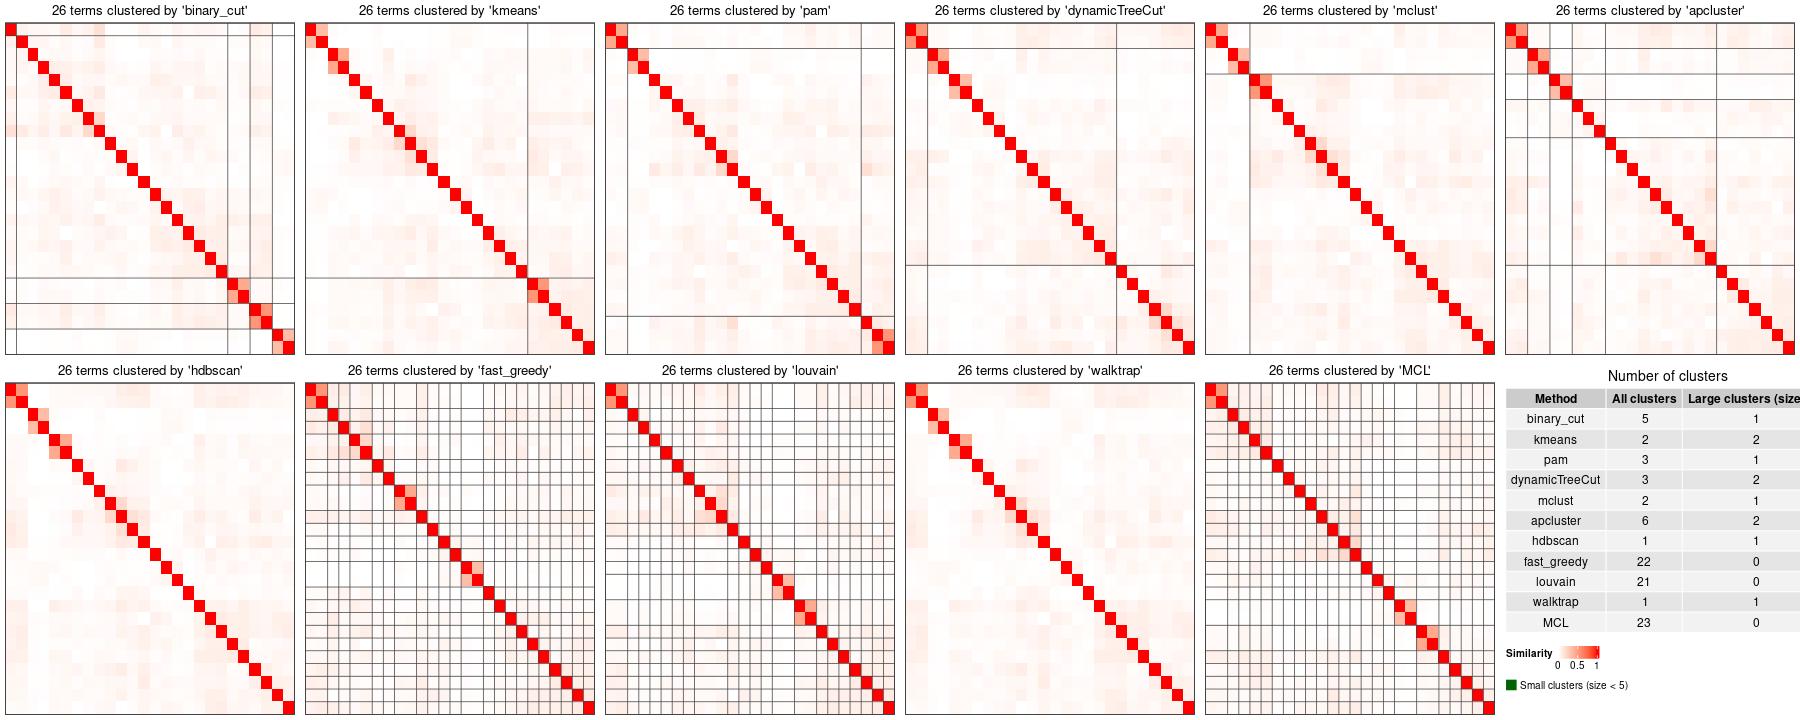 26 terms clustered by 'binary_cut'
26 terms clustered by 'kmeans'
26 terms clustered by 'pam'
26 terms clustered by 'dynamicTreeCut'
26 terms clustered by 'mclust'
26 terms clustered by 'apcluster'
26 terms clustered by 'hdbscan'
26 terms clustered by 'fast_greedy'
26 terms clustered by 'louvain'
26 terms clustered by 'walktrap'
26 terms clustered by 'MCL'
Number of clusters
Method All clusters Large clusters (size
binary_cut 5 1
kmeans 2 2
pam 3 1
dynamicTreeCut 3 2
mclust 2 1
apcluster 6 2
hdbscan 1 1
fast_greedy 22 0
louvain 21 0
walktrap 1 1
MCL 23 0
Similarity
0 0.5 1
Small clusters (size < 5)